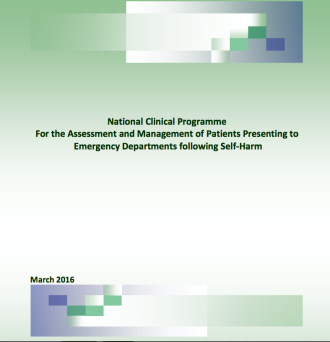 National Clinical Programme
For the Assessment and Management of Patients Presenting to
Emergency Departments following Self-Harm
March 2016